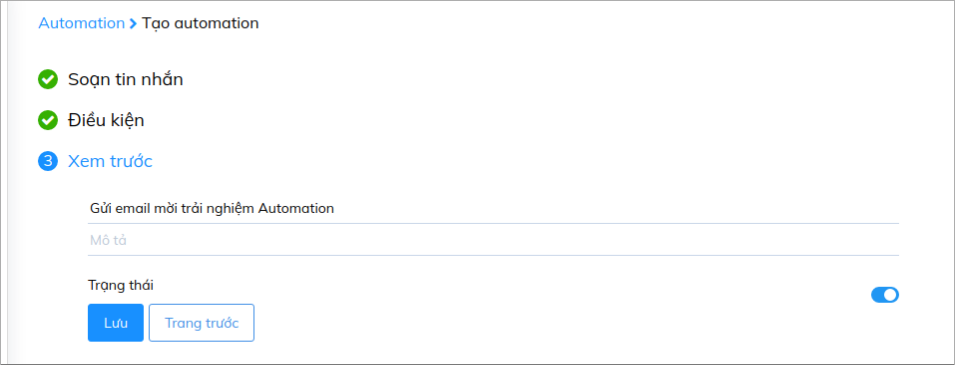 Automation > Tạo automation
Soạn tin nhắn
Điều kiện
3 Xem trước
Gửi email mời trải nghiệm Automation
Mô tả
Trạng thái
Lưu Trang trước